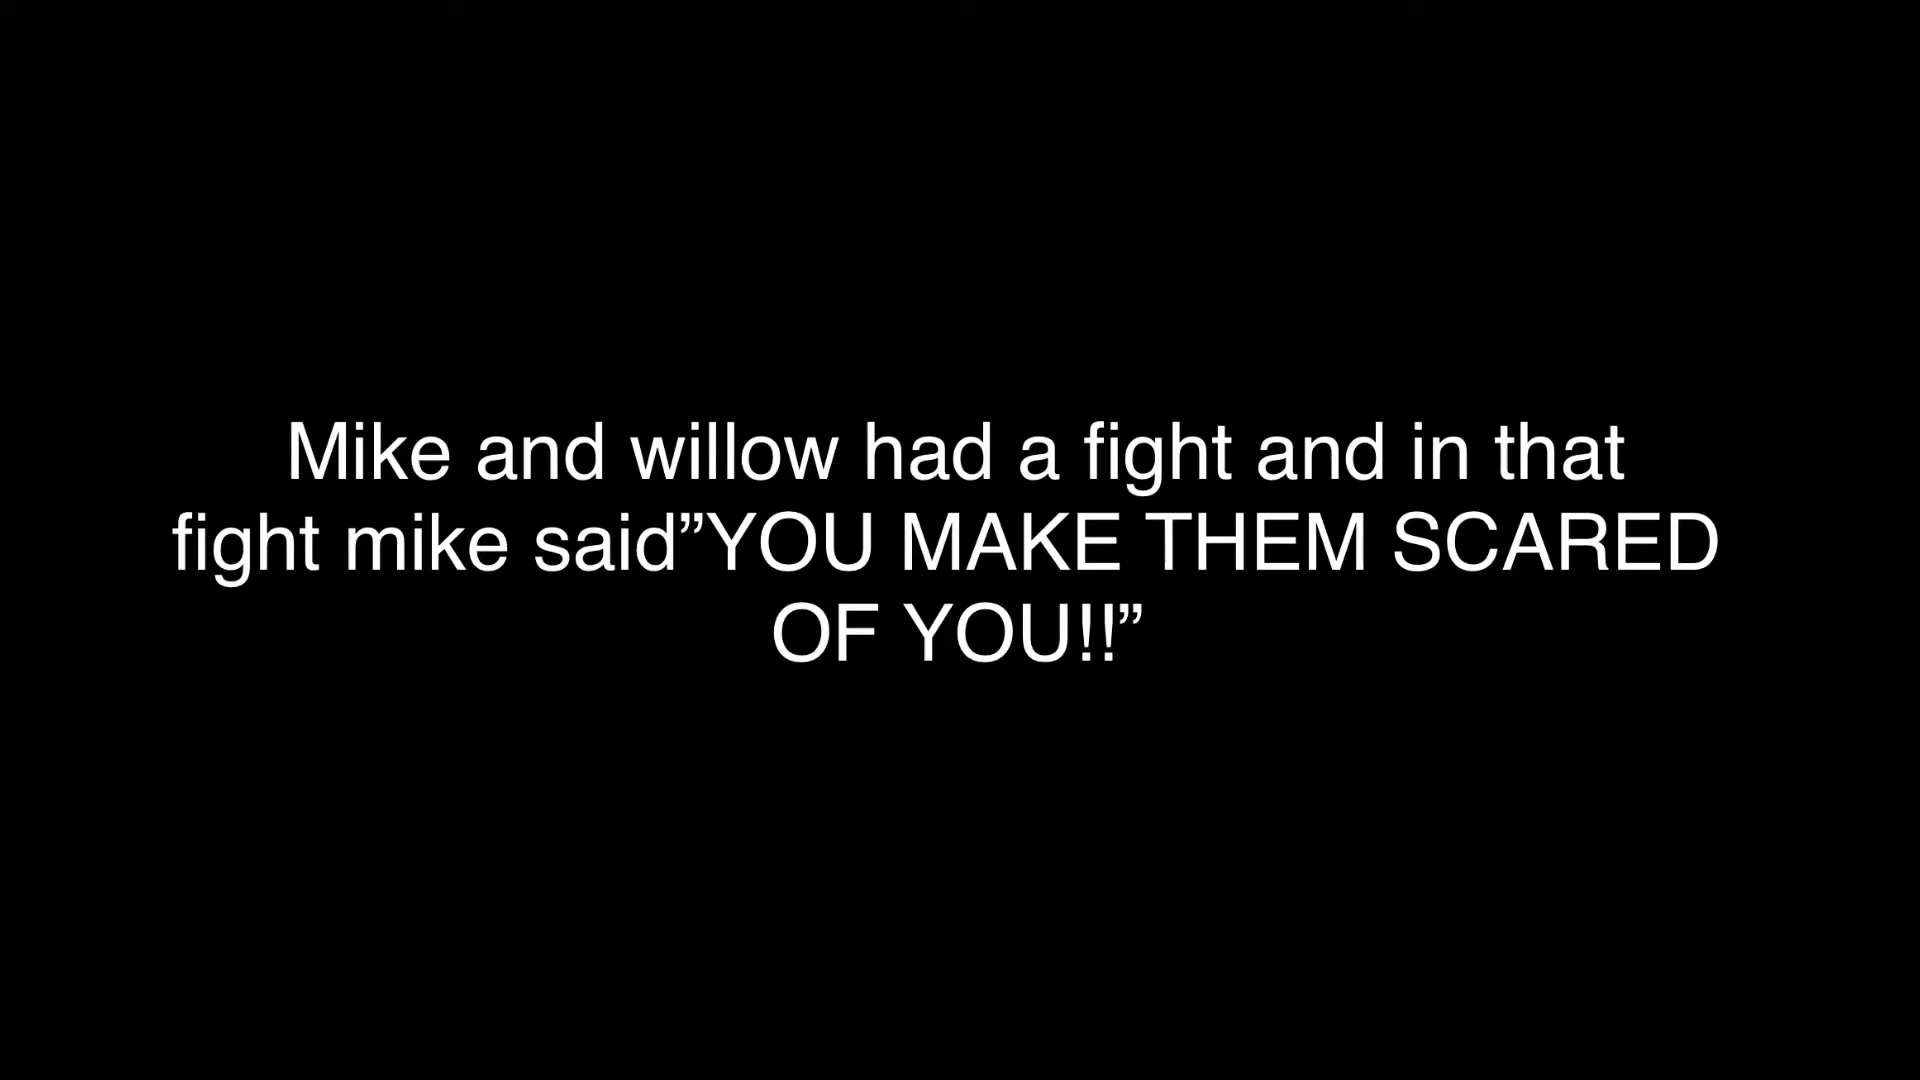 Mike and willow had a fight and in that
fight mike said”YOU MAKE THEM SCARED
OF YOU!!”